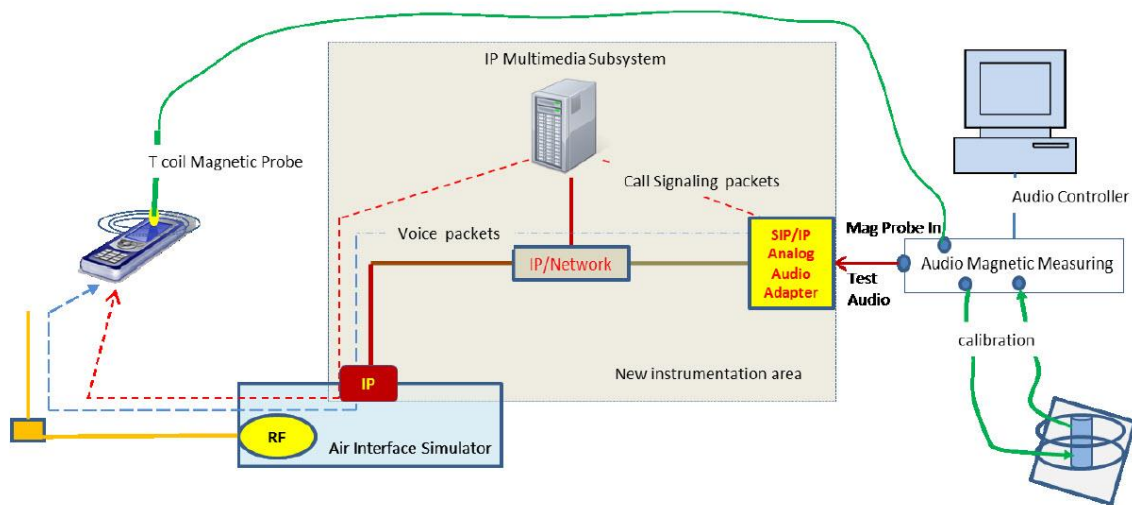 IP Multimedia Subsystem
T coil Magnetic Probe
Call Signaling packets
Audio Controller
Voice packets
SIP/IP
Analog
Audio
Adapter
Mag Probe In
IP/Network
Audio Magnetic Measuring
Test
Audio
calibration
New instrumentation area
IP
RF
Air Interface Simulator